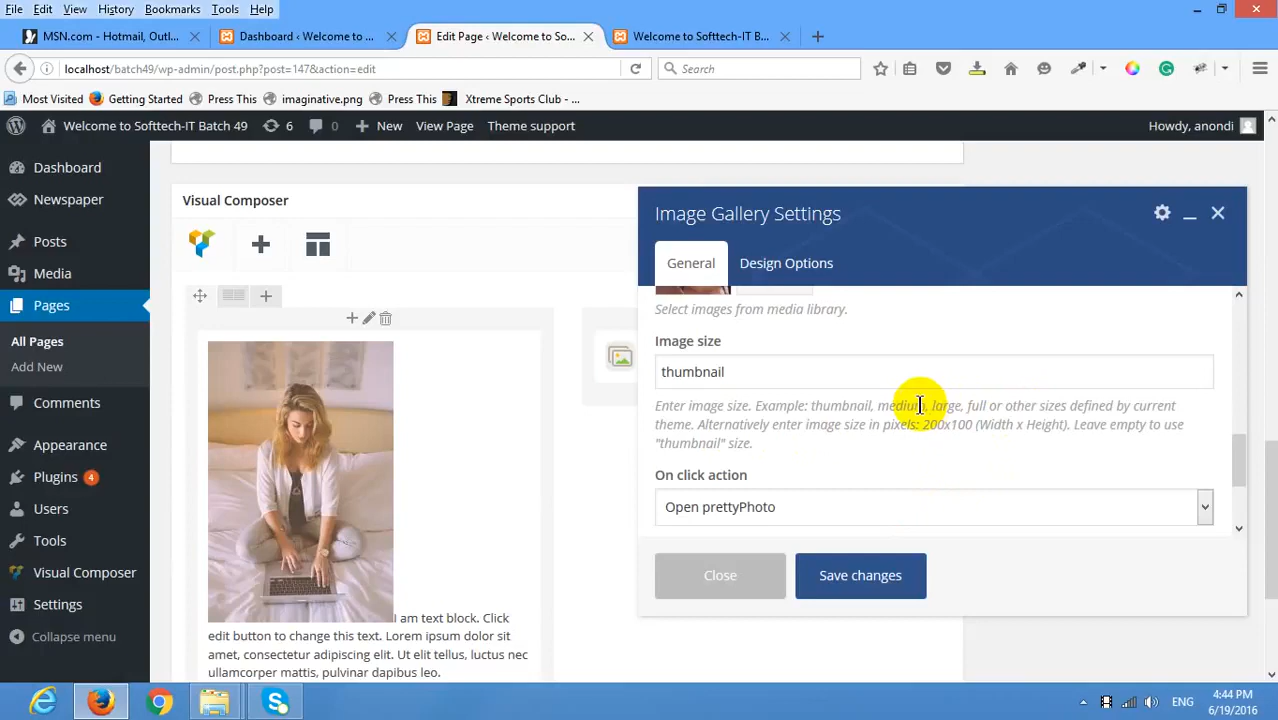 File Edit View History Bookmarks Tools Help
MSN.com - Hotmail, Outl...
Dashboard ‹ Welcome to ...
Edit Page ‹ Welcome to So...
Welcome to Softtech-IT B...
localhost/batch49/wp-admin/post.php?post=147&action=edit
Search
Most Visited Getting Started Press This imaginative.png Press This Xtreme Sports Club - ...
Welcome to Softtech-IT Batch 49 6 0 New View Page Theme support Howdy, anondi
Dashboard
Newspaper
Posts
Media
Pages
All Pages
Add New
Comments
Appearance
Plugins 4
Users
Tools
Visual Composer
Settings
Collapse menu
Visual Composer
I am text block. Click
edit button to change this text. Lorem ipsum dolor sit
amet, consectetur adipiscing elit. Ut elit tellus, luctus nec
ullamcorper mattis, pulvinar dapibus leo.
Image Gallery Settings
General Design Options
Select images from media library.
Image size
thumbnail
Enter image size. Example: thumbnail, medium, large, full or other sizes defined by current
theme. Alternatively enter image size in pixels: 200x100 (Width x Height). Leave empty to use
"thumbnail" size.
On click action
Open prettyPhoto
Close Save changes
ENG
4:44 PM
6/19/2016